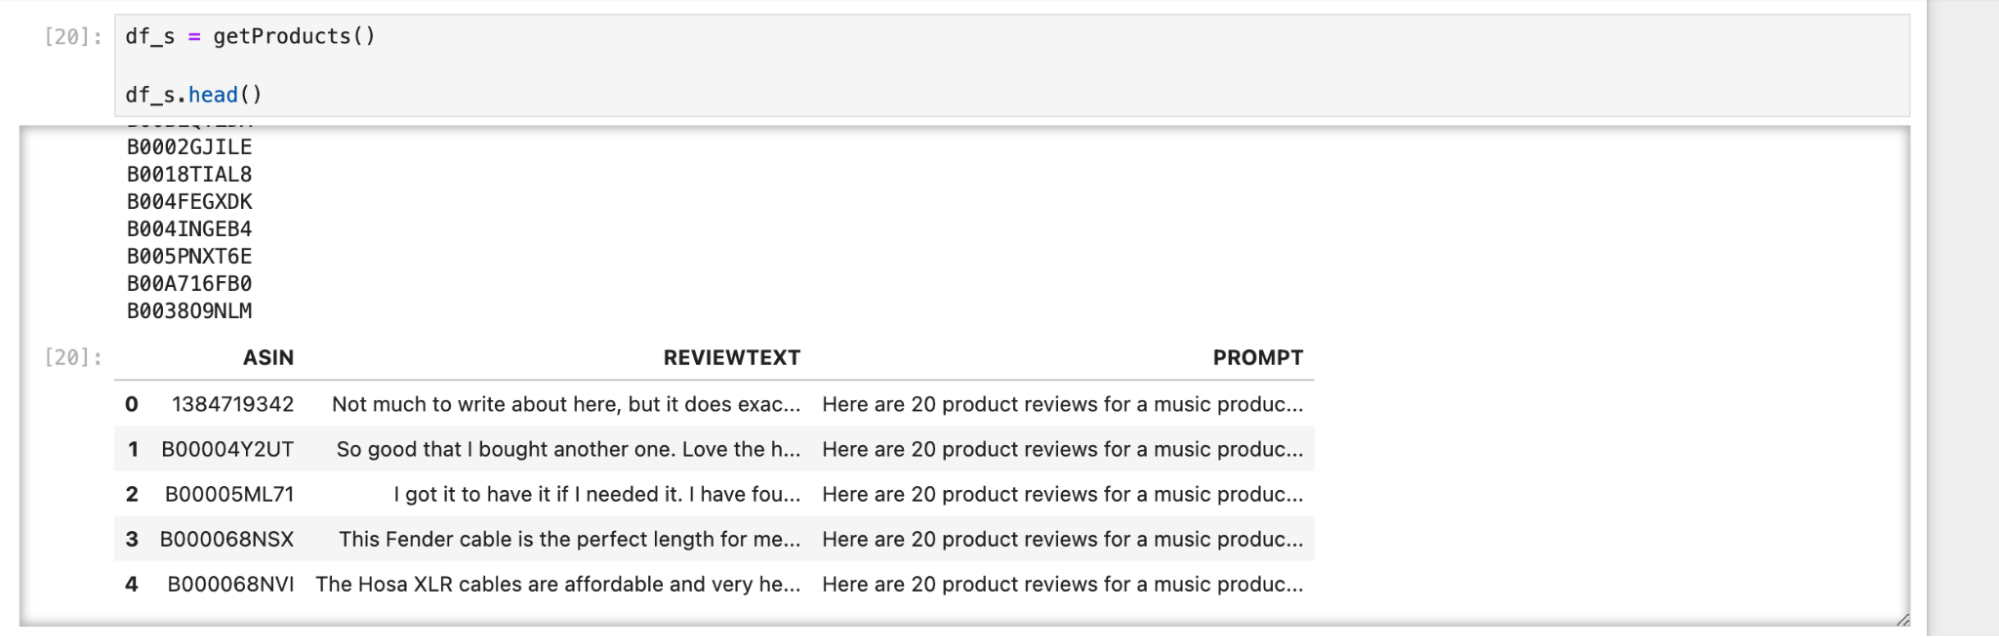 [20]: df_s = getProducts()
df_s.head()
B0002GJILE
B0018TIAL8
B004FEGXDK
B004INGEB4
B005PNXT6E
B00A716FB0
B003809NLM
[20]: ASIN REVIEWTEXT PROMPT
0 1384719342 Not much to write about here, but it does exac... Here are 20 product reviews for a music produc...
1 B00004Y2UT So good that I bought another one. Love the h... Here are 20 product reviews for a music produc...
2 B00005ML71 I got it to have it if I needed it. I have fou... Here are 20 product reviews for a music produc...
3 B000068NSX This Fender cable is the perfect length for me... Here are 20 product reviews for a music produc...
4 B000068NVI The Hosa XLR cables are affordable and very he... Here are 20 product reviews for a music produc...